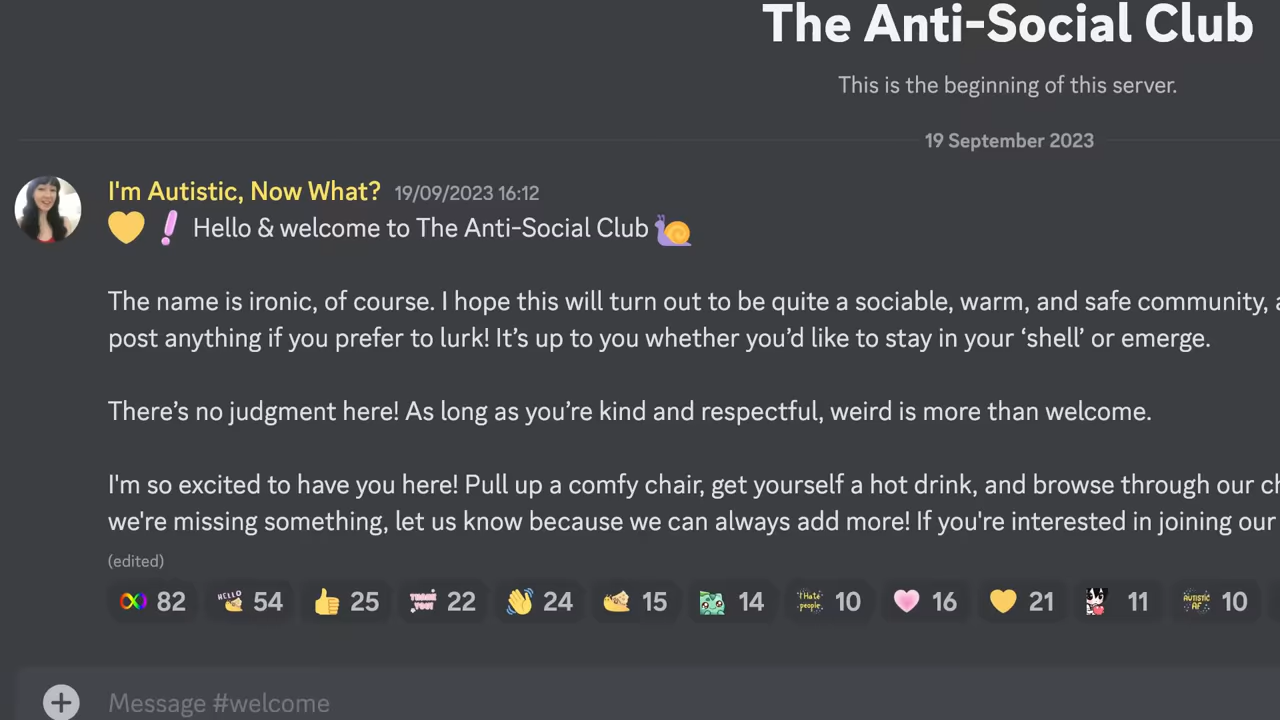 The Anti-Social Club
This is the beginning of this server.
19 September 2023
I'm Autistic, Now What? 19/09/2023 16:12
Hello & welcome to The Anti-Social Club
The name is ironic, of course. I hope this will turn out to be quite a sociable, warm, and safe community,
post anything if you prefer to lurk! It’s up to you whether you’d like to stay in your ‘shell’ or emerge.
There’s no judgment here! As long as you’re kind and respectful, weird is more than welcome.
I'm so excited to have you here! Pull up a comfy chair, get yourself a hot drink, and browse through our
we're missing something, let us know because we can always add more! If you're interested in joining our
(edited)
82 HELLO 54 25 THANK YOU! 22 24 15 14 I Hate people. 10 16 21 11 AUTISTIC AF 10
Message #welcome